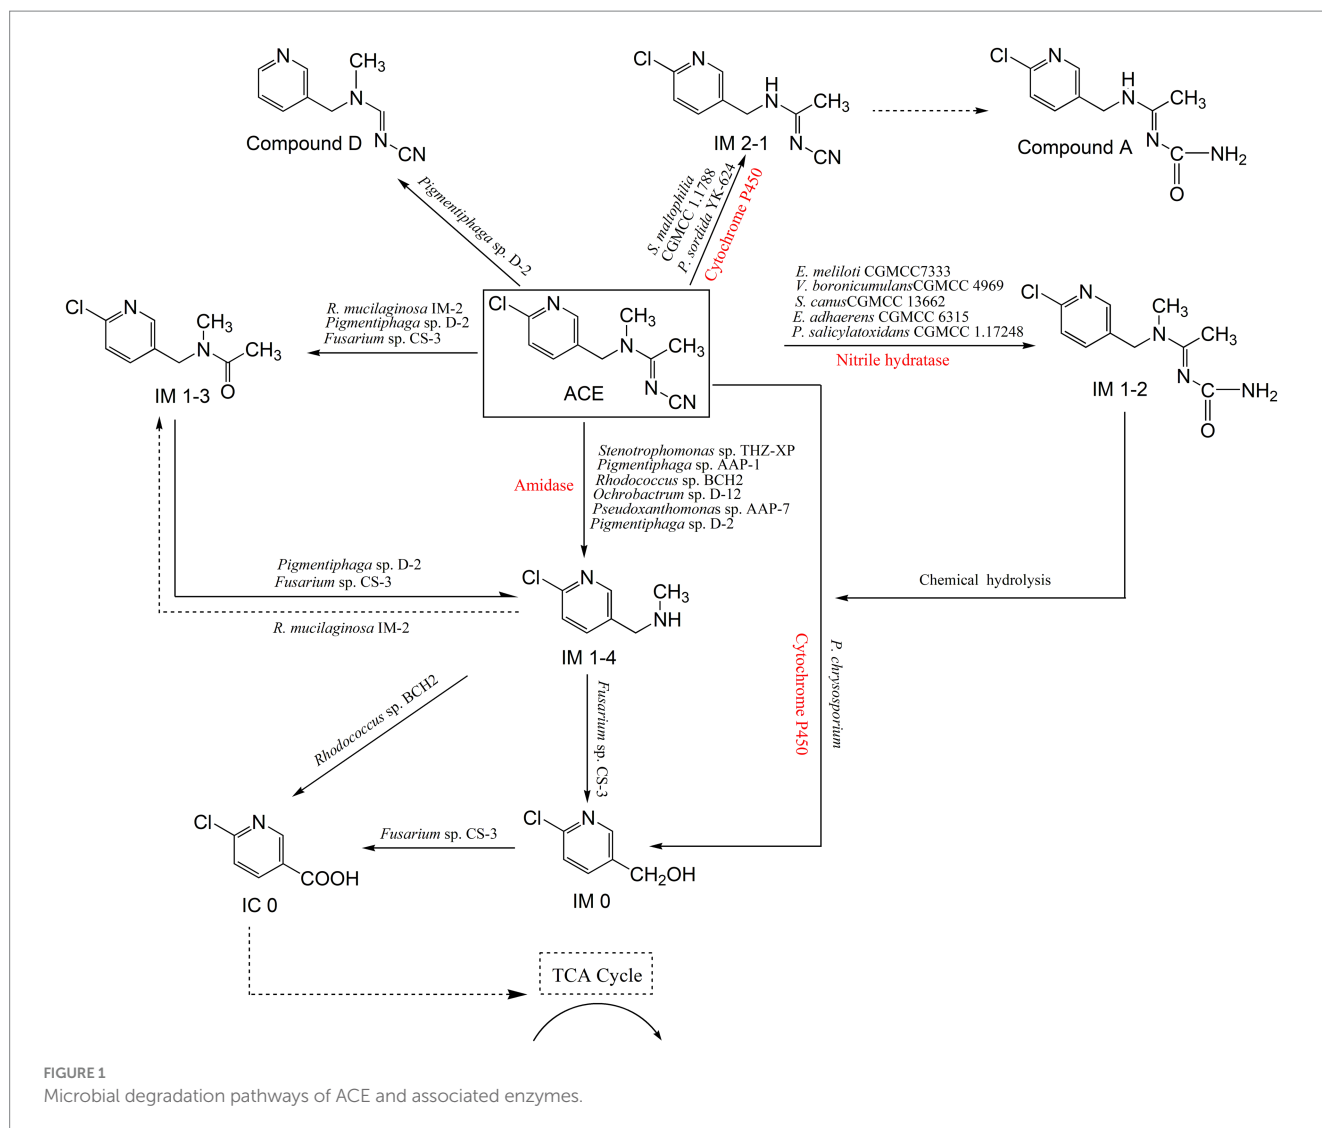 N
CH3
N
N
CN
Compound D
Cl
N
H
N
CH3
N
CN
IM 2-1
Cl
N
H
N
CH3
N
C
NH2
O
Compound A
Pigmentiphaga sp. D-2
S. maltophilia
CGMCC 1.1788
P. sordida YK-624
Cytochrome P450
E. meliloti CGMCC7333
V. boronicumulansCGMCC 4969
S. canusCGMCC 13662
E. adhaerens CGMCC 6315
P. salicylatoxidans CGMCC 1.17248
Nitrile hydratase
Cl
N
CH3
N
CH3
O
IM 1-3
R. mucilaginosa IM-2
Pigmentiphaga sp. D-2
Fusarium sp. CS-3
Cl
N
CH3
N
CH3
N
CN
ACE
Cl
N
CH3
N
CH3
N
C
NH2
O
IM 1-2
Amidase
Stenotrophomonas sp. THZ-XP
Pigmentiphaga sp. AAP-1
Rhodococcus sp. BCH2
Ochrobactrum sp. D-12
Pseudoxanthomonas sp. AAP-7
Pigmentiphaga sp. D-2
Pigmentiphaga sp. D-2
Fusarium sp. CS-3
R. mucilaginosa IM-2
Cl
N
CH3
NH
IM 1-4
Chemical hydrolysis
Cytochrome P450
P. chrysosporium
Rhodococcus sp. BCH2
Fusarium sp. CS-3
Cl
N
COOH
IC 0
Fusarium sp. CS-3
Cl
N
CH2OH
IM 0
TCA Cycle
FIGURE 1
Microbial degradation pathways of ACE and associated enzymes.